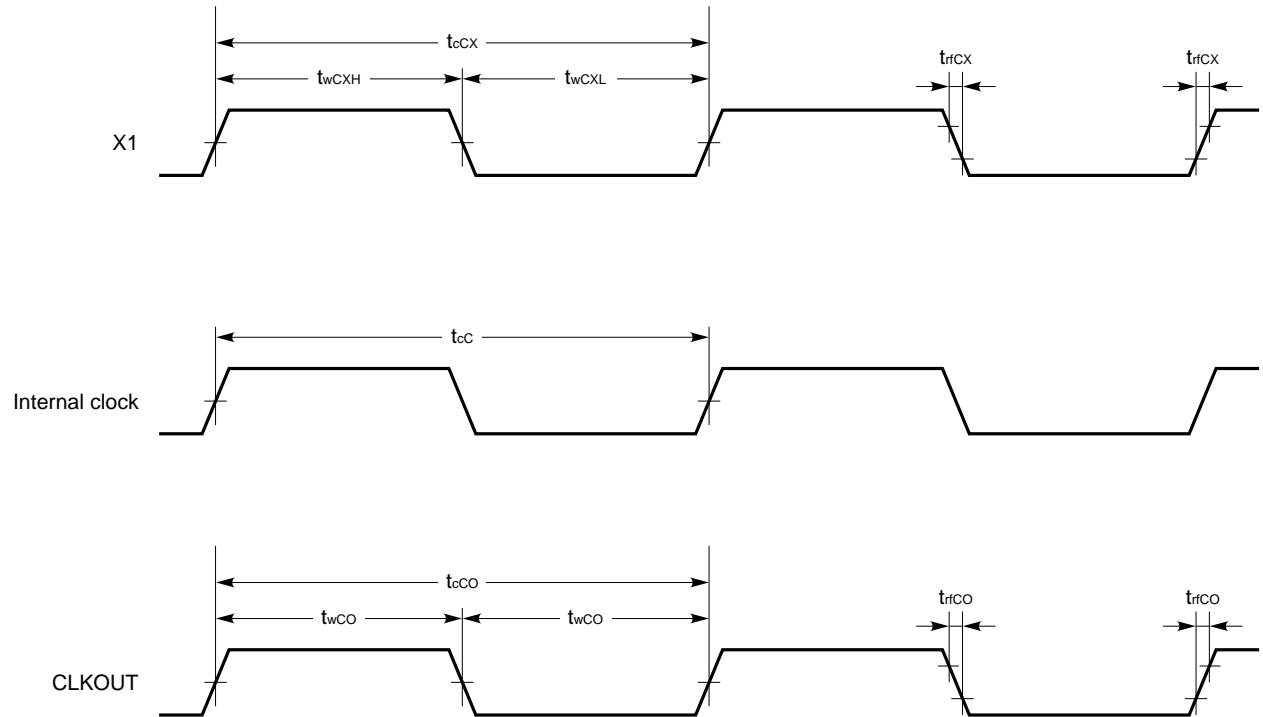 tcCX
twCXH
twCXL
trfCX
trfCX
X1
tcC
Internal clock
tcCO
twCO
twCO
trfCO
trfCO
CLKOUT